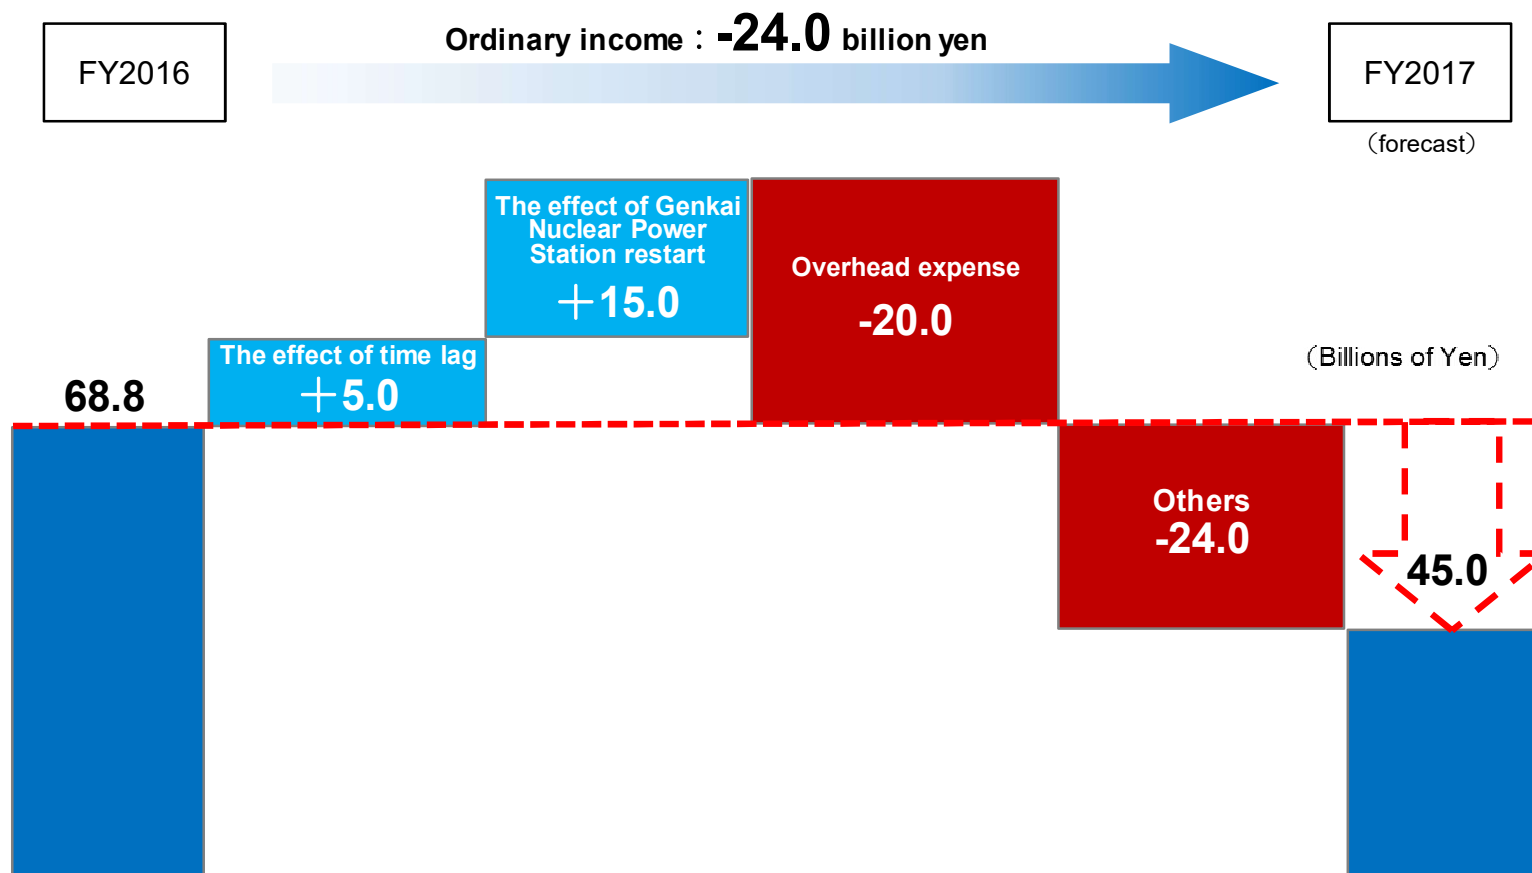 Ordinary income：-24.0 billion yen
FY2016
FY2017
（forecast）
The effect of Genkai
Nuclear Power
Station restart
＋15.0
Overhead expense
-20.0
The effect of time lag
＋5.0
（Billions of Yen）
68.8
Others
-24.0
45.0